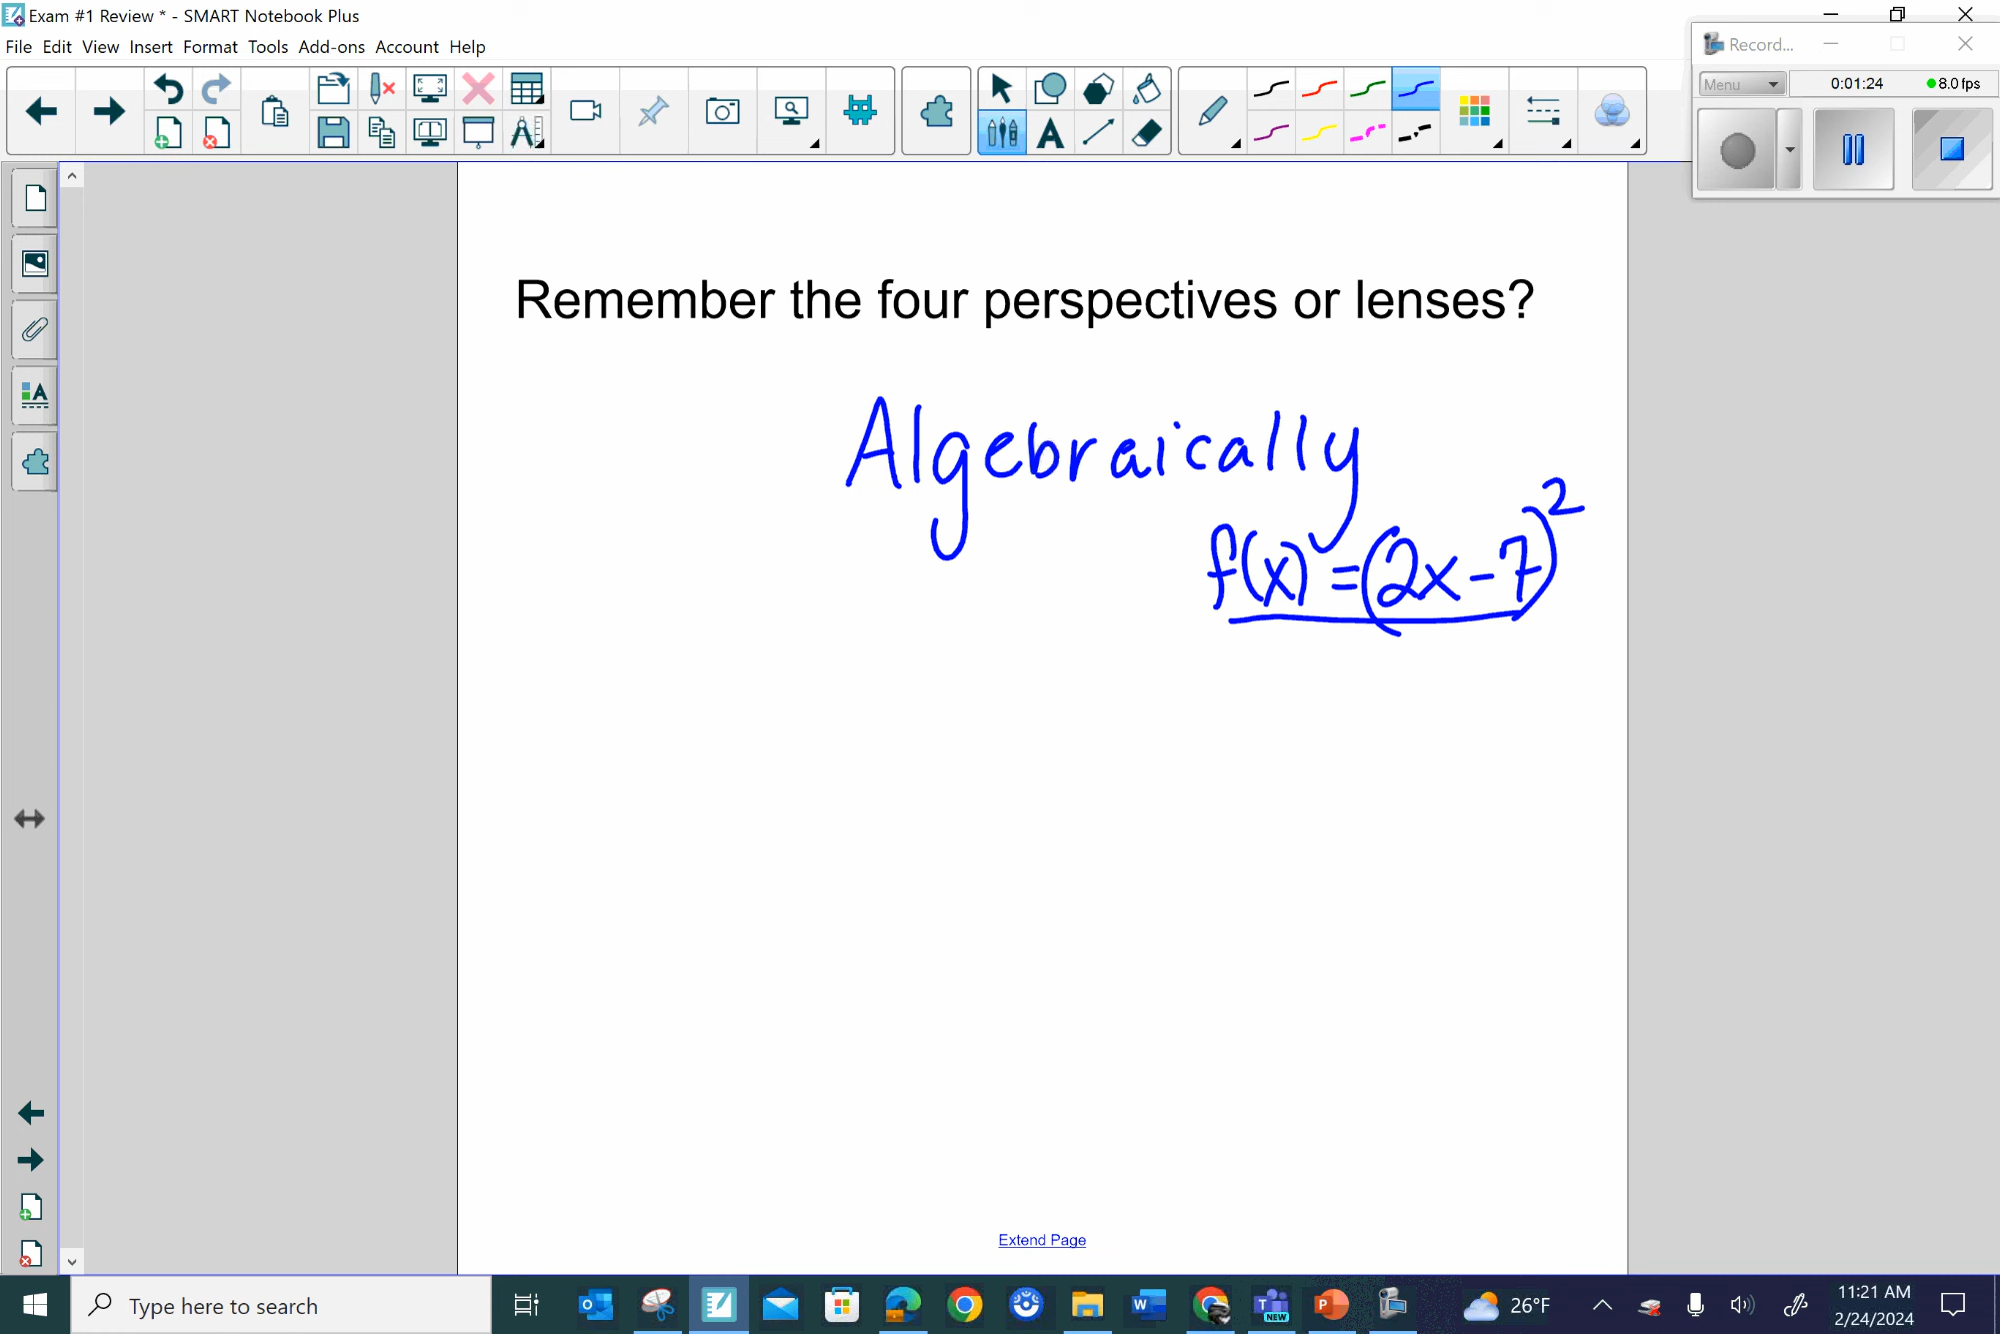 Exam #1 Review * - SMART Notebook Plus
File Edit View Insert Format Tools Add-ons Account Help
Record...
Menu 0:01:24 8.0 fps
Remember the four perspectives or lenses?
Algebraically
f(x) = (2x-7)²
Extend Page
Type here to search
NEW
26°F
11:21 AM
2/24/2024